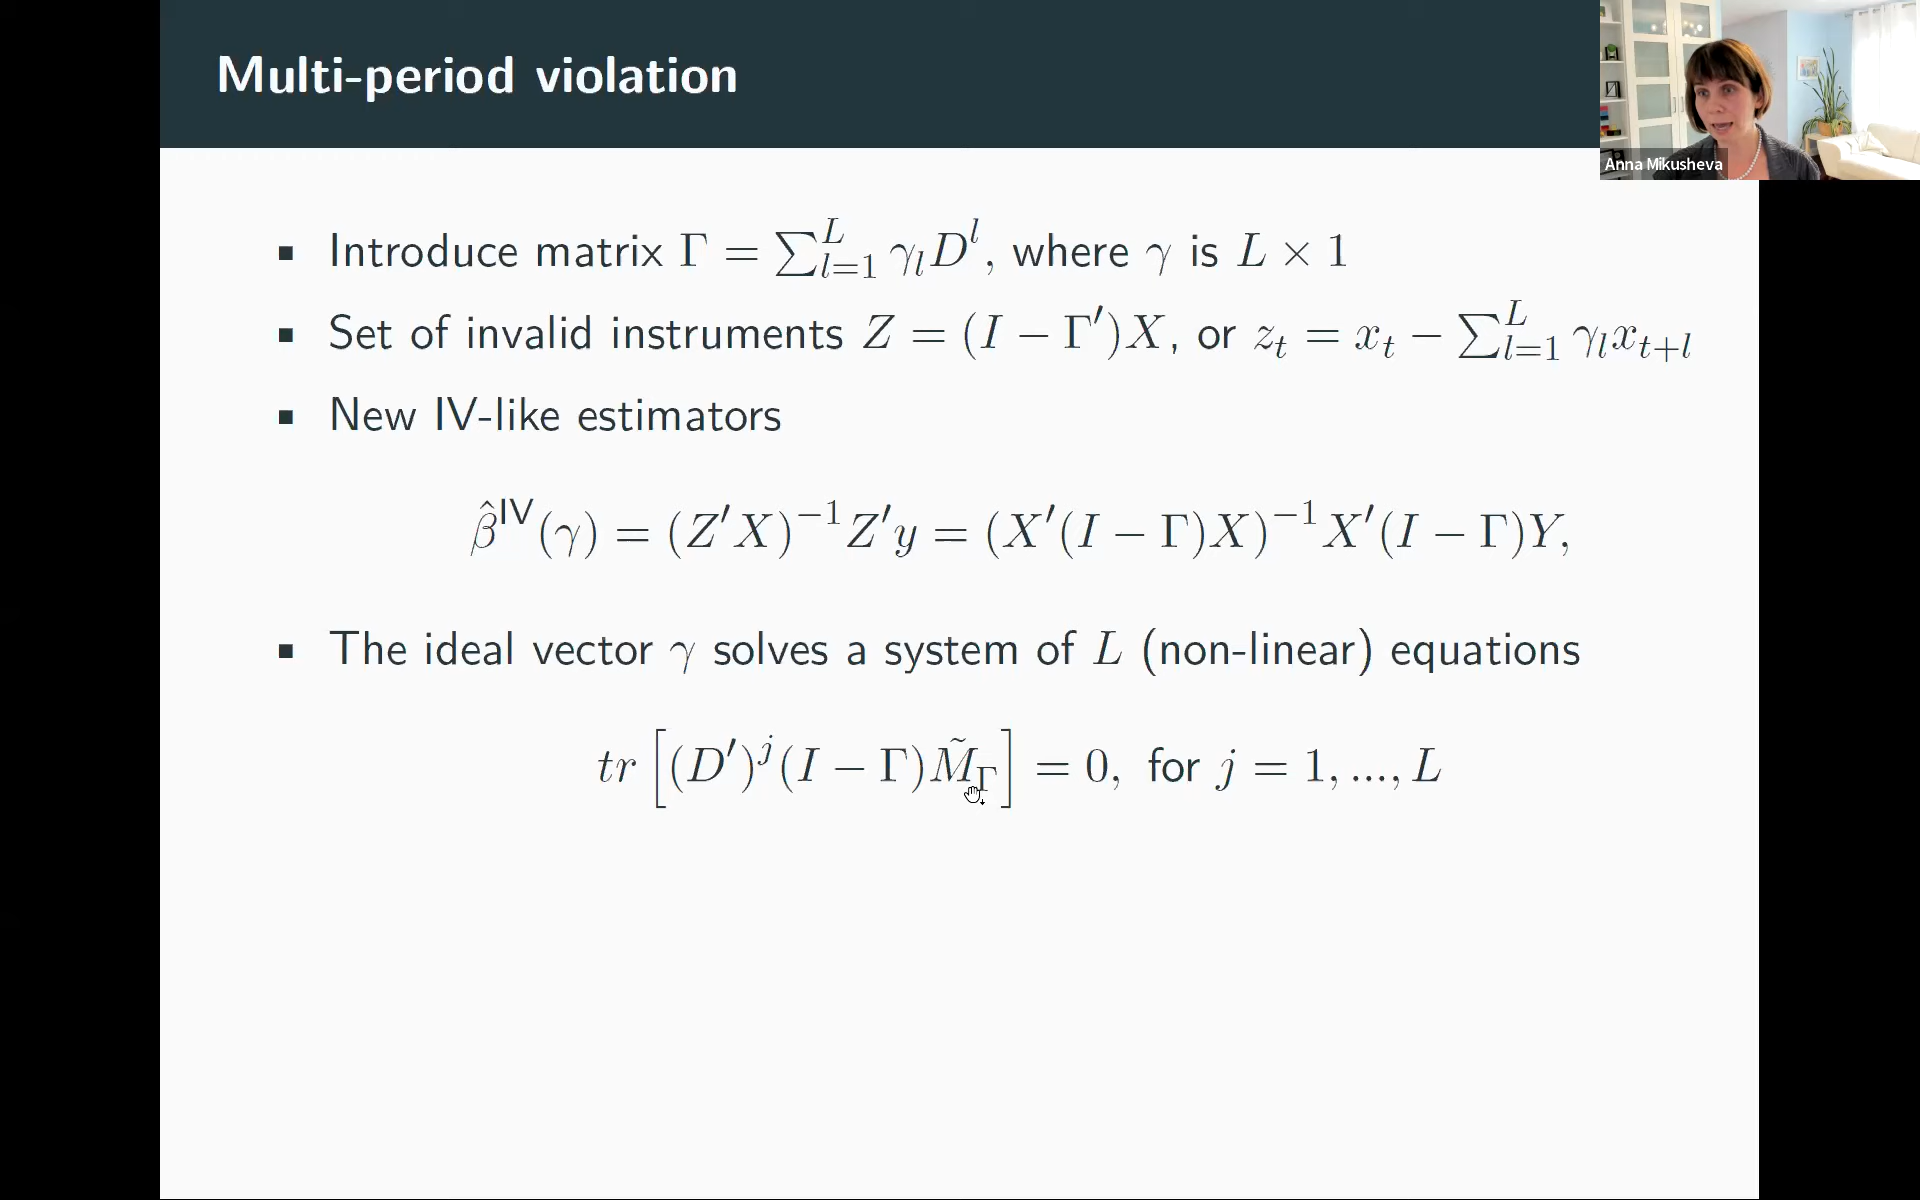 Multi-period violation
Anna Mikusheva
▪ Introduce matrix Γ = ∑_{l=1}^{L} γ_l D^l, where γ is L × 1
▪ Set of invalid instruments Z = (I − Γ′)X, or z_t = x_t − ∑_{l=1}^{L} γ_l x_{t+l}
▪ New IV-like estimators
β̂^{IV}(γ) = (Z′X)^{−1}Z′y = (X′(I − Γ)X)^{−1}X′(I − Γ)Y,
▪ The ideal vector γ solves a system of L (non-linear) equations
tr[(D′)^j(I − Γ)M̃_Γ] = 0, for j = 1, ..., L